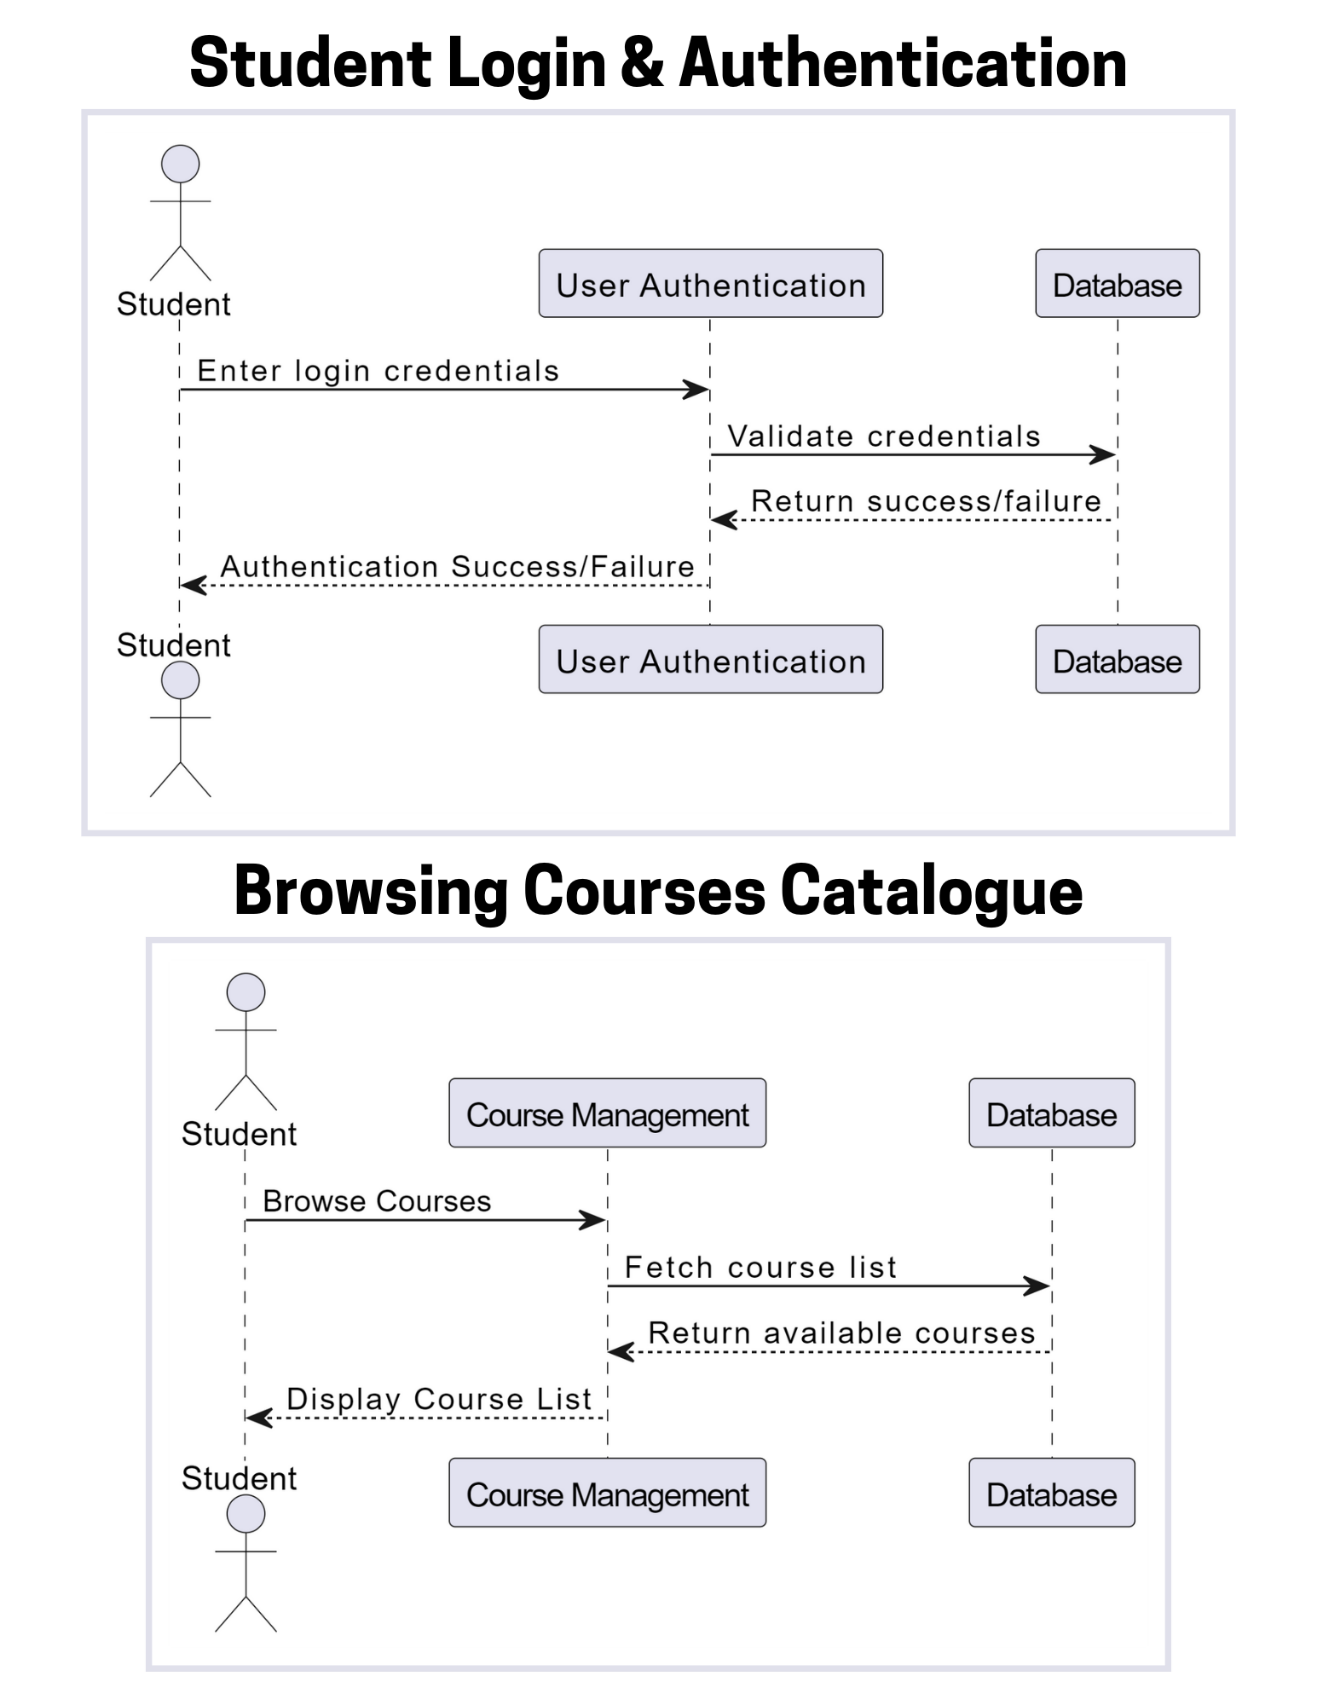 Student Login & Authentication
Student
User Authentication
Database
Enter login credentials
Validate credentials
Return success/failure
Authentication Success/Failure
Student
User Authentication
Database
Browsing Courses Catalogue
Student
Course Management
Database
Browse Courses
Fetch course list
Return available courses
Display Course List
Student
Course Management
Database